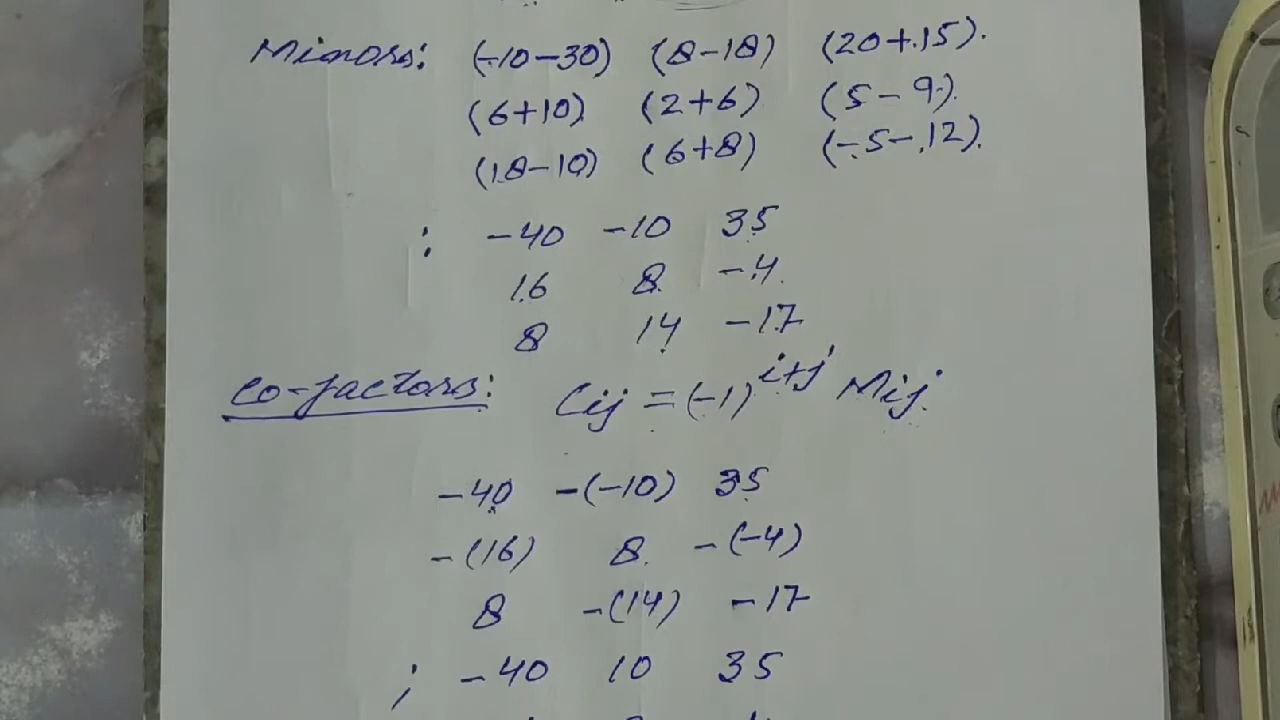 Minors: (-10-30) (8-18) (20+15).
(6+10) (2+6) (5-9).
(18-10) (6+8) (-5-12).
: -40 -10 35
16 8 -4
8 14 -17
Co-factors: Cij = (-1)^i+j Mij.
-40 -(-10) 35
-(16) 8 -(-4)
8 -(14) -17
; -40 10 35